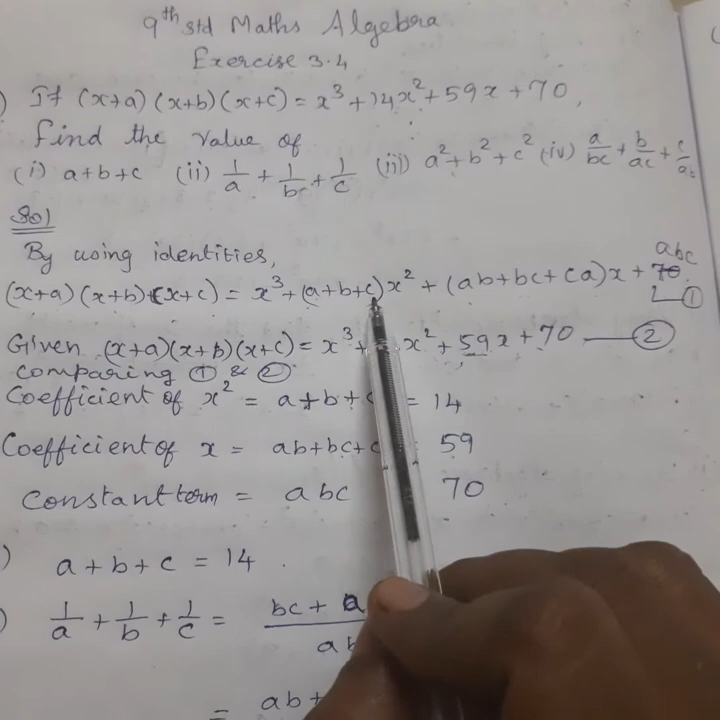 9th std Maths Algebra
Exercise 3.4
) If (x+a) (x+b) (x+c) = x³ + 14x² + 59x + 70,
find the value of
(i) a+b+c (ii) 1/a + 1/b + 1/c (iii) a² + b² + c² (iv) a/bc + b/ac + c/a
Sol
By using identities,
(x+a) (x+b) (x+c) = x³ + (a+b+c)x² + (ab+bc+ca)x + abc —①
Given (x+a)(x+b)(x+c) = x³+ x² + 59x + 70 —②
comparing ① & ②
Coefficient of x² = a+b+c = 14
Coefficient of x = ab+bc+c 59
Constant term = abc 70
) a+b+c = 14.
) 1/a + 1/b + 1/c = bc + a / ab
= ab+